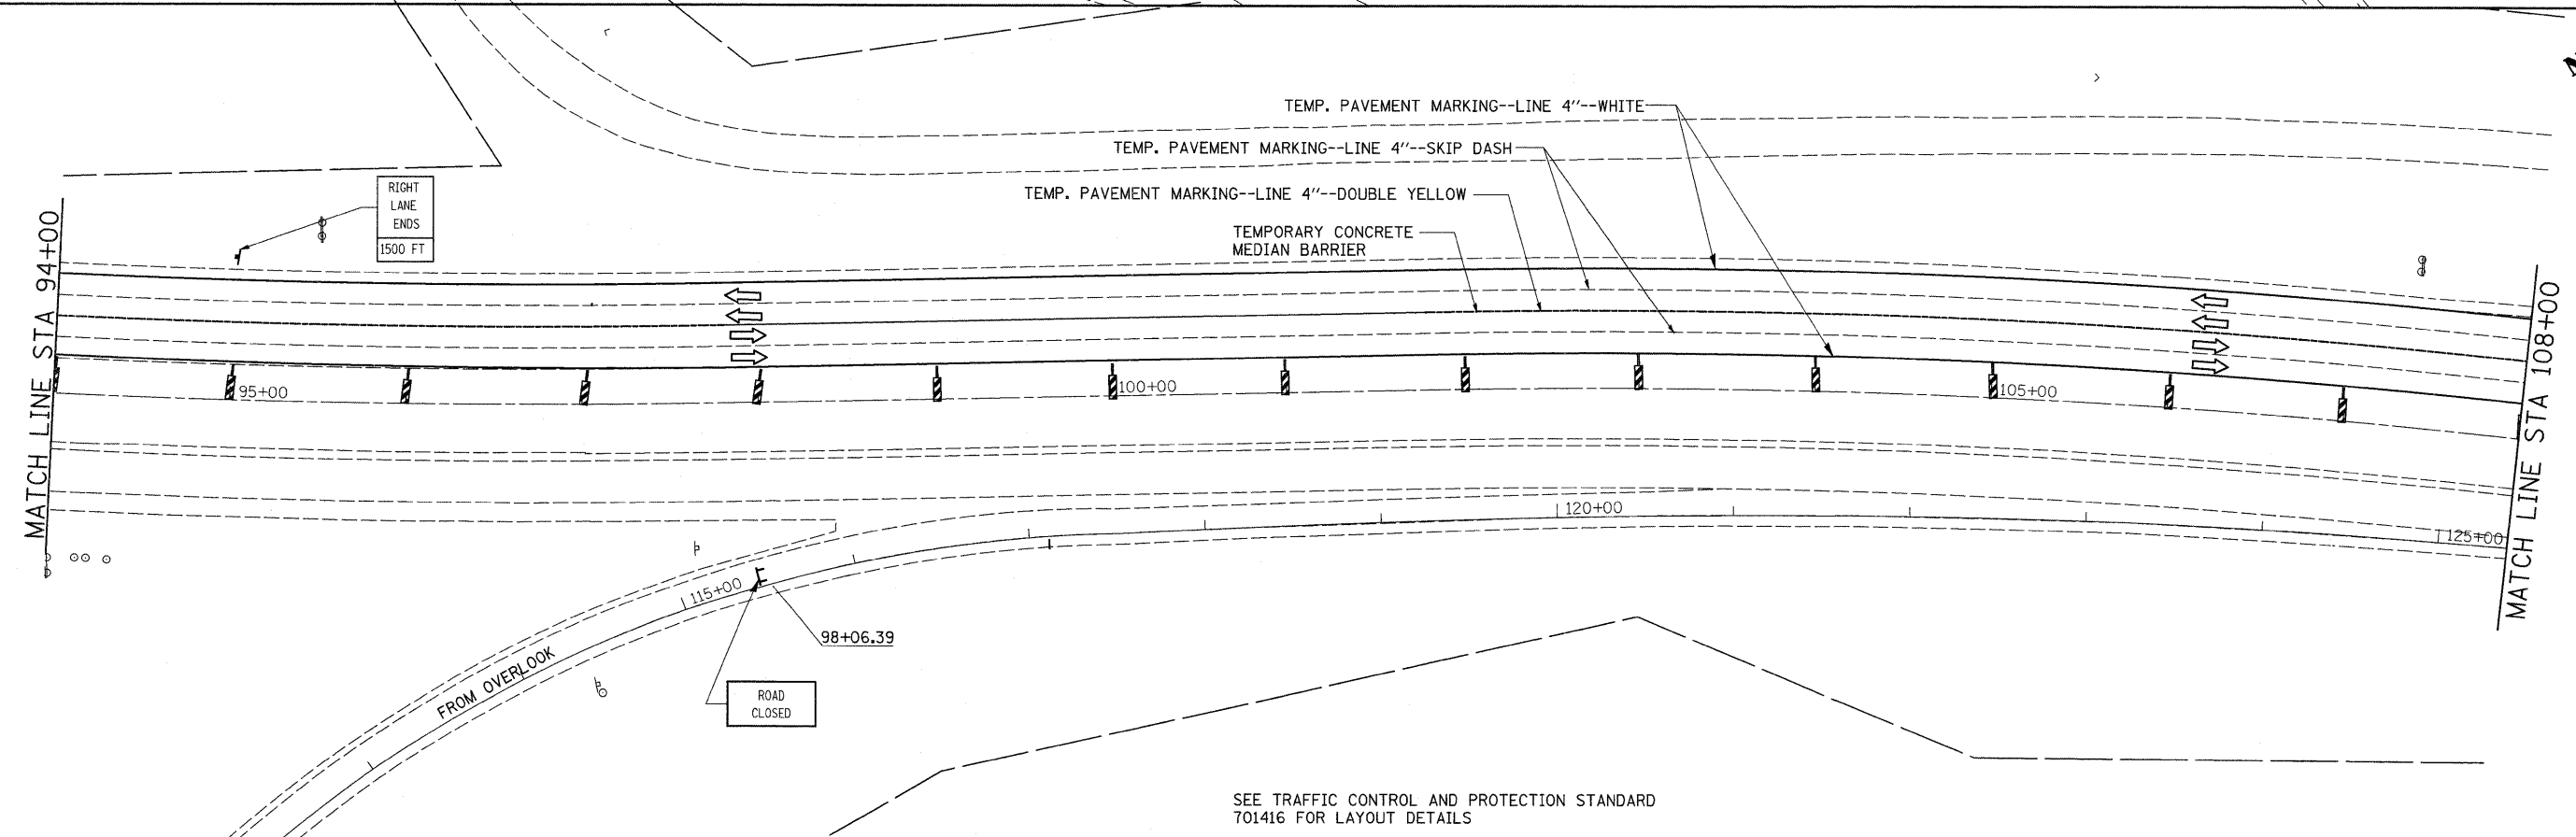 TEMP. PAVEMENT MARKING--LINE 4"--WHITE
TEMP. PAVEMENT MARKING--LINE 4"--SKIP DASH
TEMP. PAVEMENT MARKING--LINE 4"--DOUBLE YELLOW
TEMPORARY CONCRETE
MEDIAN BARRIER
RIGHT
LANE
ENDS
1500 FT
MATCH LINE STA 94+00
MATCH LINE STA 108+00
95+00
100+00
105+00
120+00
125+00
115+00
98+06.39
FROM OVERLOOK
ROAD
CLOSED
SEE TRAFFIC CONTROL AND PROTECTION STANDARD
701416 FOR LAYOUT DETAILS